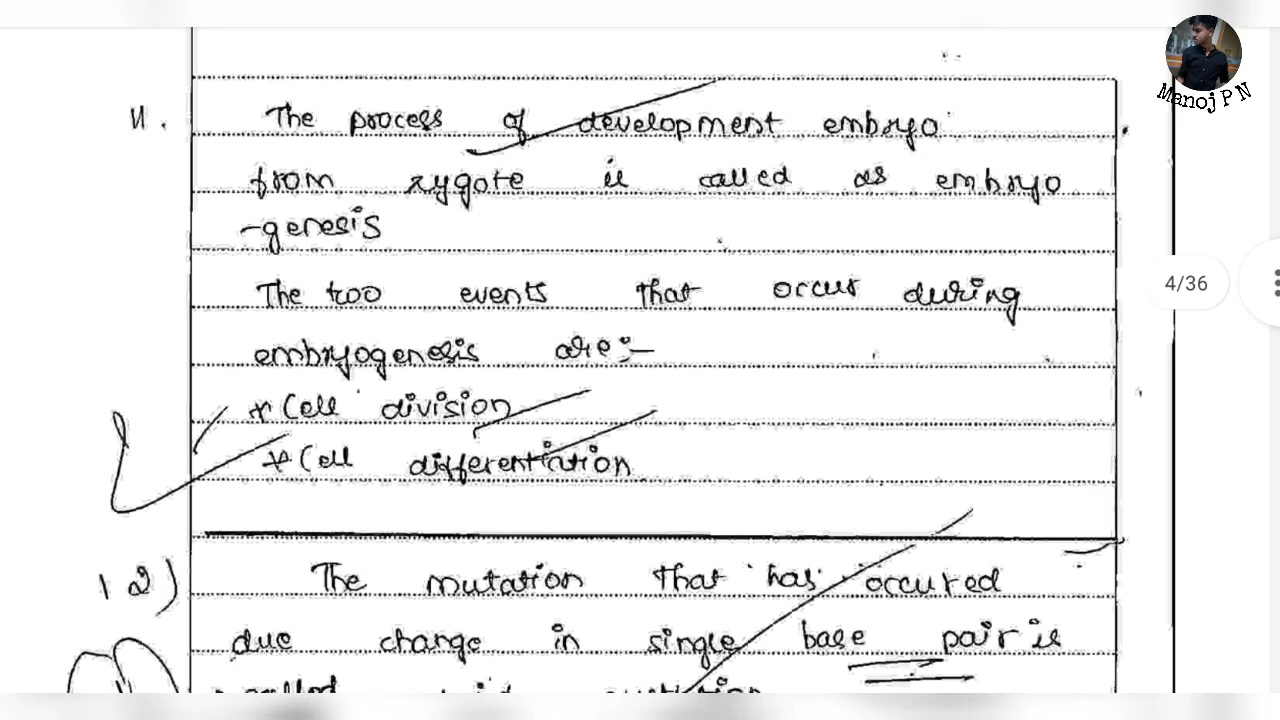 Manoj P N
11.
The process of development embryo
from zygote is called as embryo
-genesis
4/36
The two events that occur during
embryogenesis are:-
* Cell division
* Cell differentiation
12) The mutation that has occured
due change in single base pair is
called